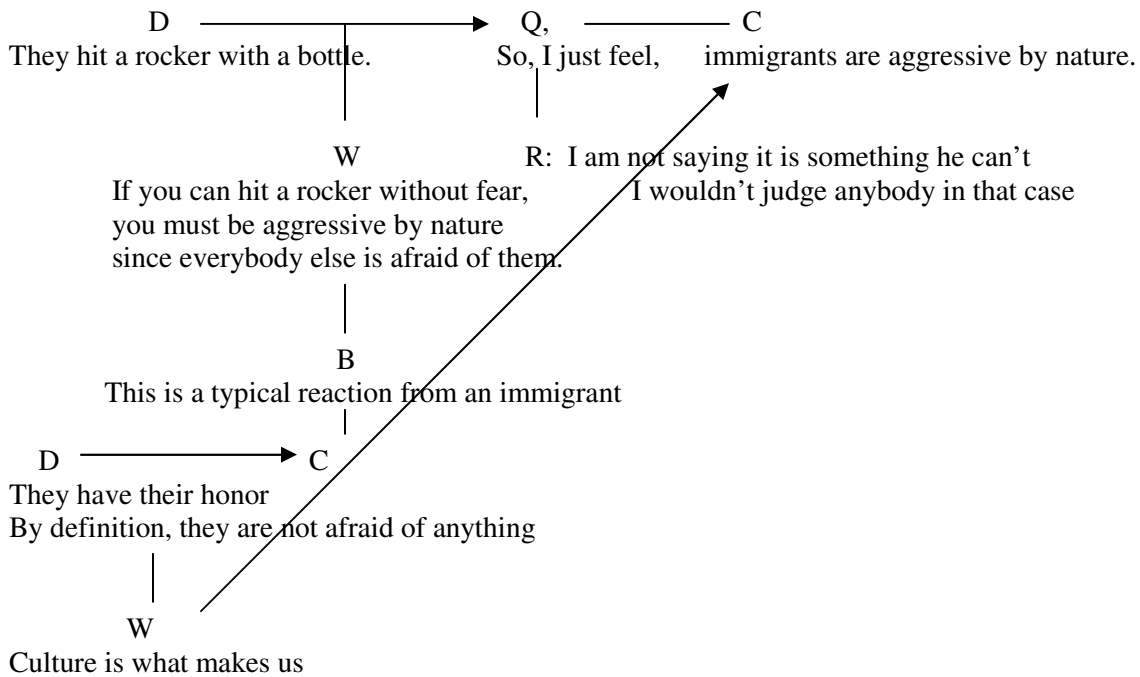 D Q, C
They hit a rocker with a bottle. So, I just feel, immigrants are aggressive by nature.
W R: I am not saying it is something he can't
If you can hit a rocker without fear, I wouldn't judge anybody in that case
you must be aggressive by nature
since everybody else is afraid of them.
B
This is a typical reaction from an immigrant
D C
They have their honor
By definition, they are not afraid of anything
W
Culture is what makes us